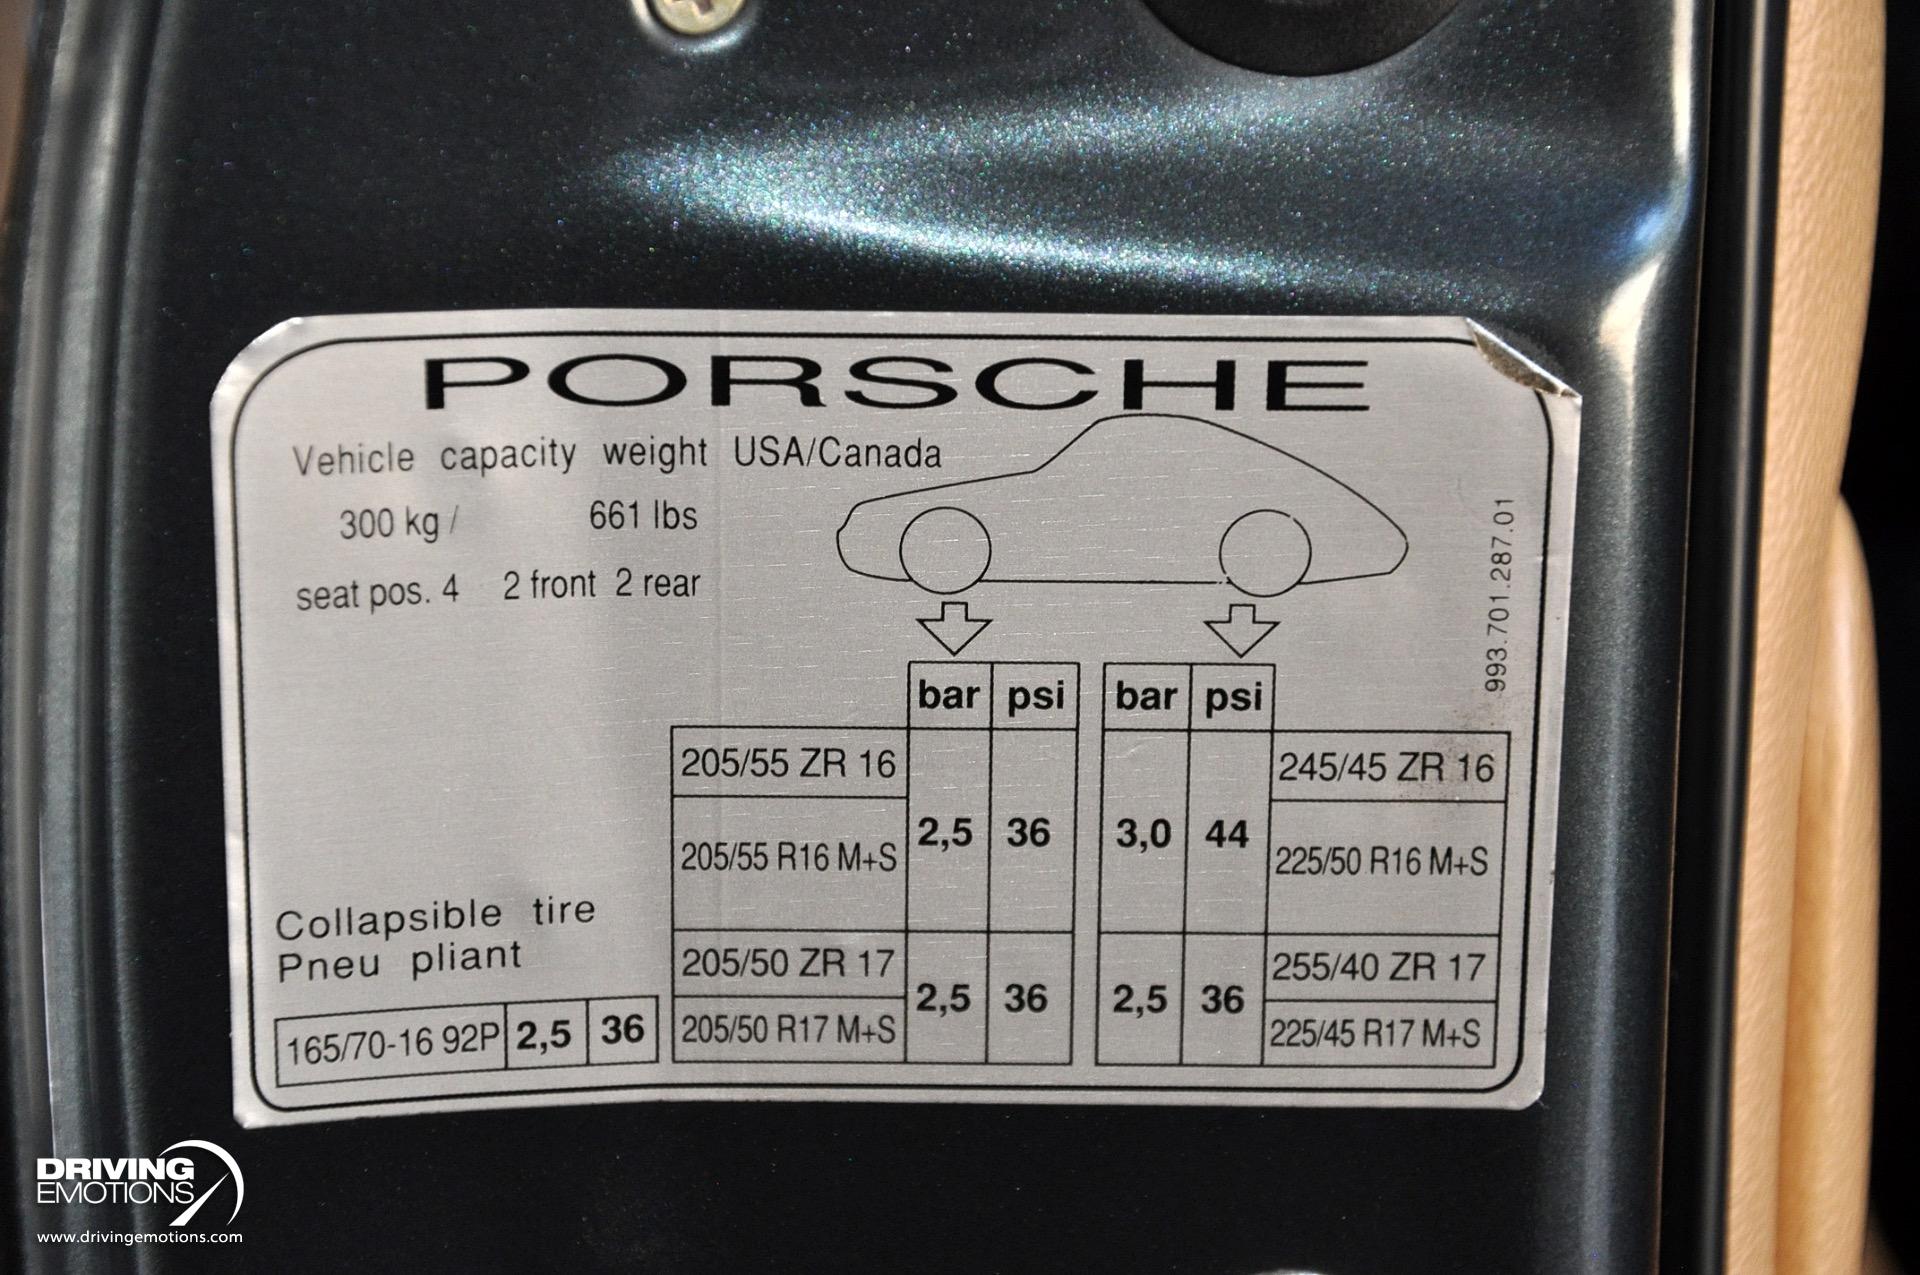 PORSCHE
Vehicle capacity weight USA/Canada
300 kg / 661 lbs
seat pos. 4 2 front 2 rear
993.701.287.01
bar psi bar psi
205/55 ZR 16 245/45 ZR 16
2,5 36 3,0 44
205/55 R16 M+S 225/50 R16 M+S
Collapsible tire
Pneu pliant
205/50 ZR 17 255/40 ZR 17
2,5 36 2,5 36
205/50 R17 M+S 225/45 R17 M+S
165/70-16 92P 2,5 36
DRIVING
EMOTIONS
www.drivingemotions.com